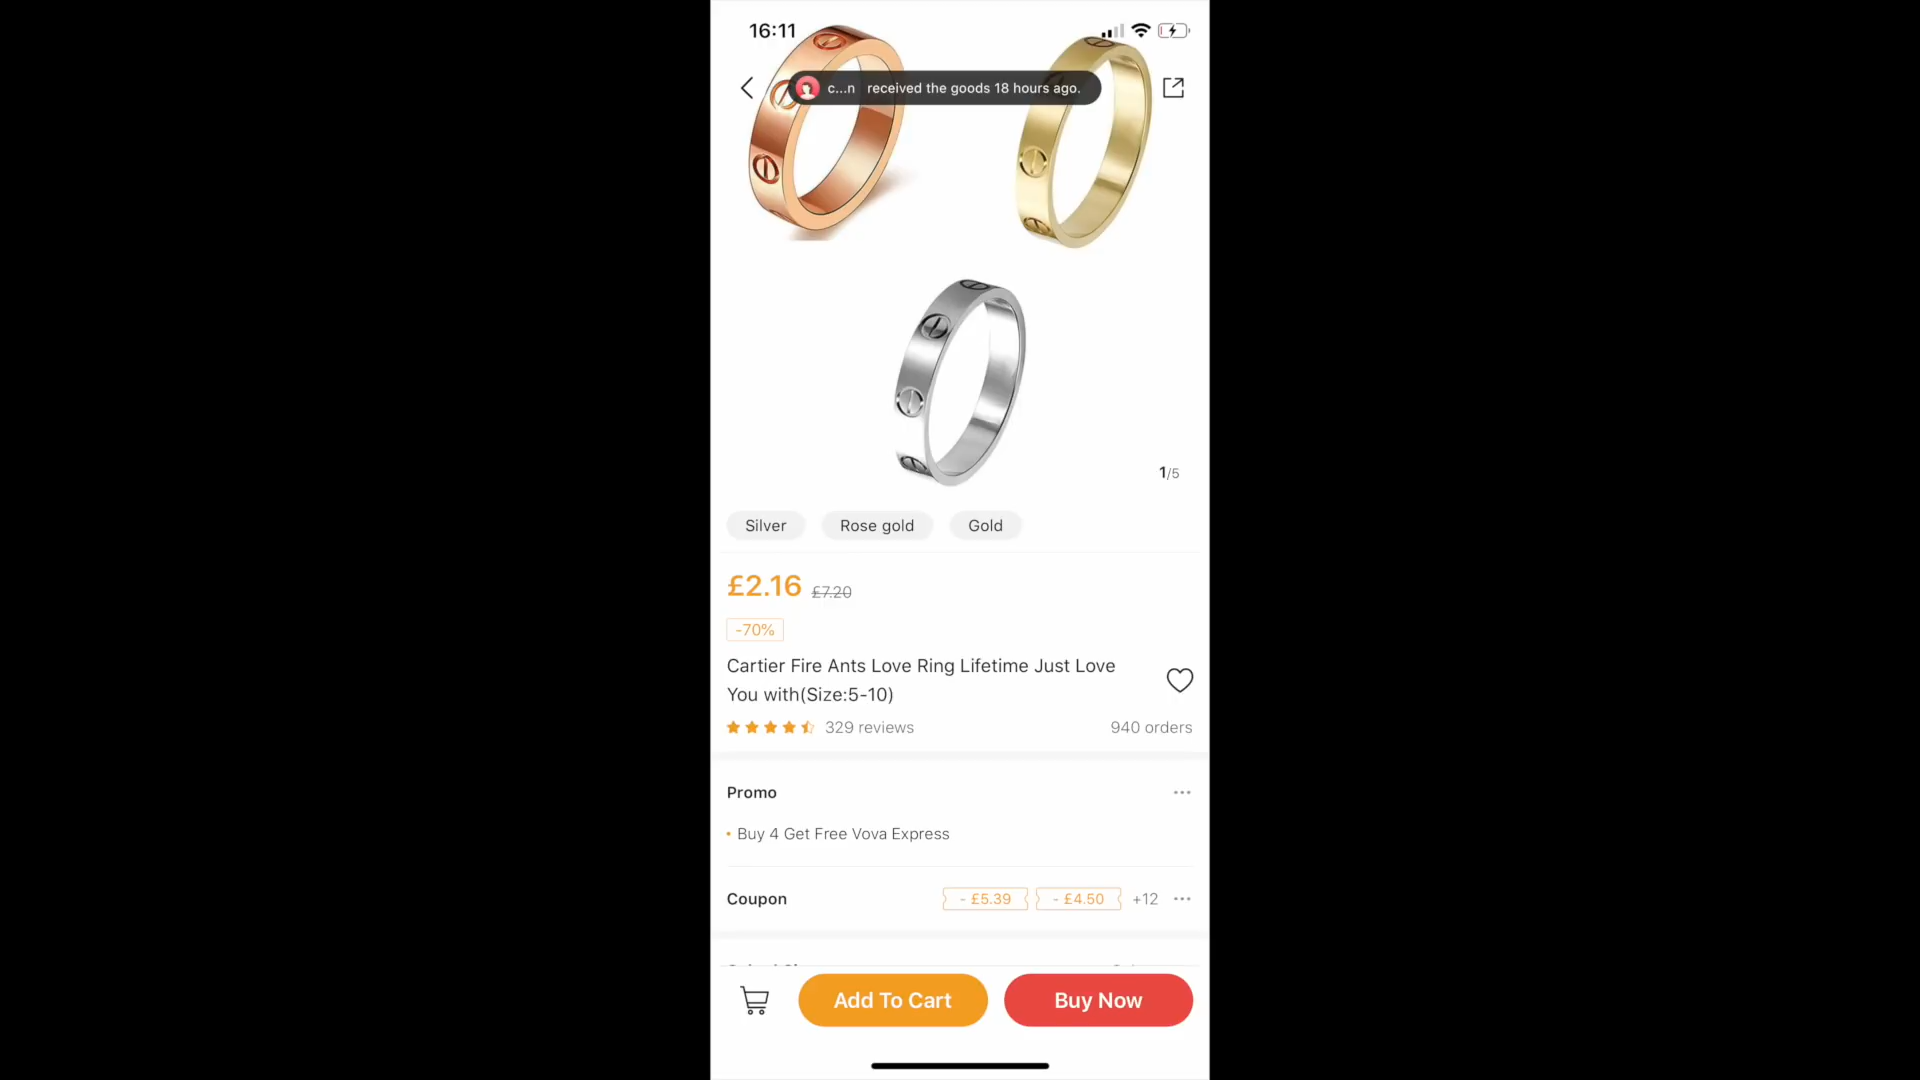 16:11
c...n received the goods 18 hours ago.
1/5
Silver Rose gold Gold
£2.16 £7.20
-70%
Cartier Fire Ants Love Ring Lifetime Just Love
You with(Size:5-10)
329 reviews 940 orders
Promo
• Buy 4 Get Free Vova Express
Coupon - £5.39 - £4.50 +12
Add To Cart Buy Now